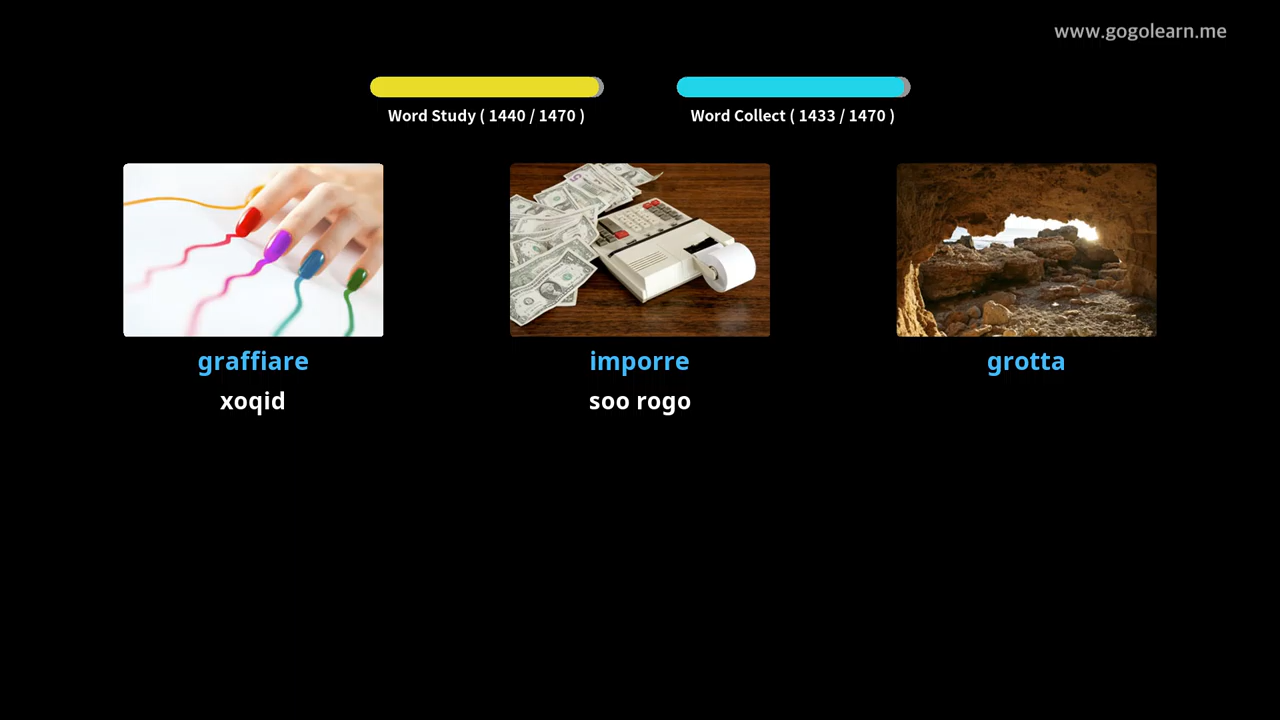 www.gogolearn.me
Word Study ( 1440 / 1470 )
Word Collect ( 1433 / 1470 )
graffiare
imporre
grotta
xoqid
soo rogo